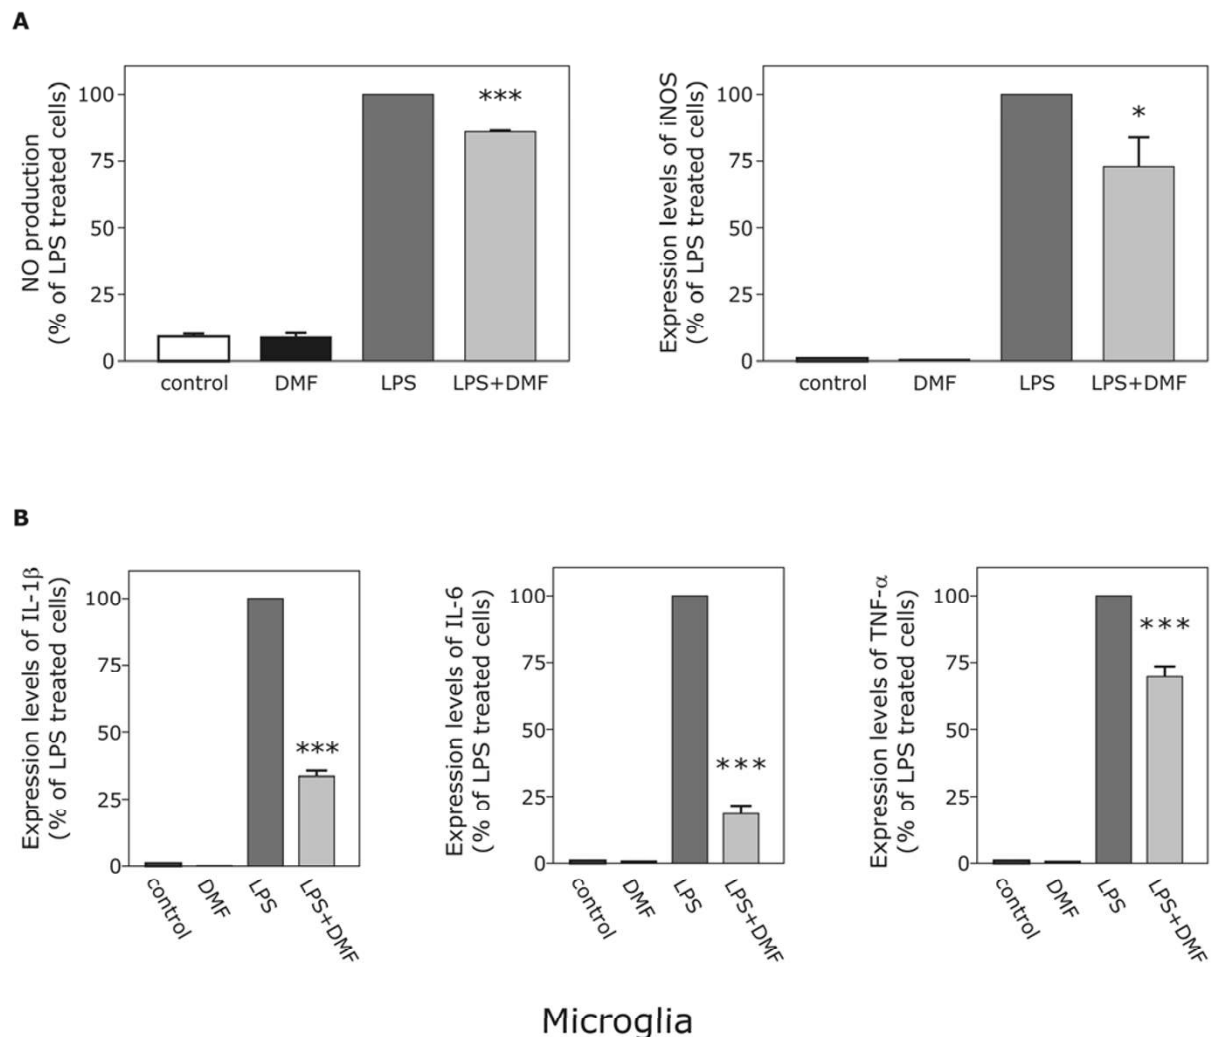 A
NO production
(% of LPS treated cells)
100
75
50
25
0
***
control
DMF
LPS
LPS+DMF
Expression levels of iNOS
(% of LPS treated cells)
100
75
50
25
0
*
control
DMF
LPS
LPS+DMF
B
Expression levels of IL-1β
(% of LPS treated cells)
100
75
50
25
0
***
control
DMF
LPS
LPS+DMF
Expression levels of IL-6
(% of LPS treated cells)
100
75
50
25
0
***
control
DMF
LPS
LPS+DMF
Expression levels of TNF-α
(% of LPS treated cells)
100
75
50
25
0
***
control
DMF
LPS
LPS+DMF
Microglia